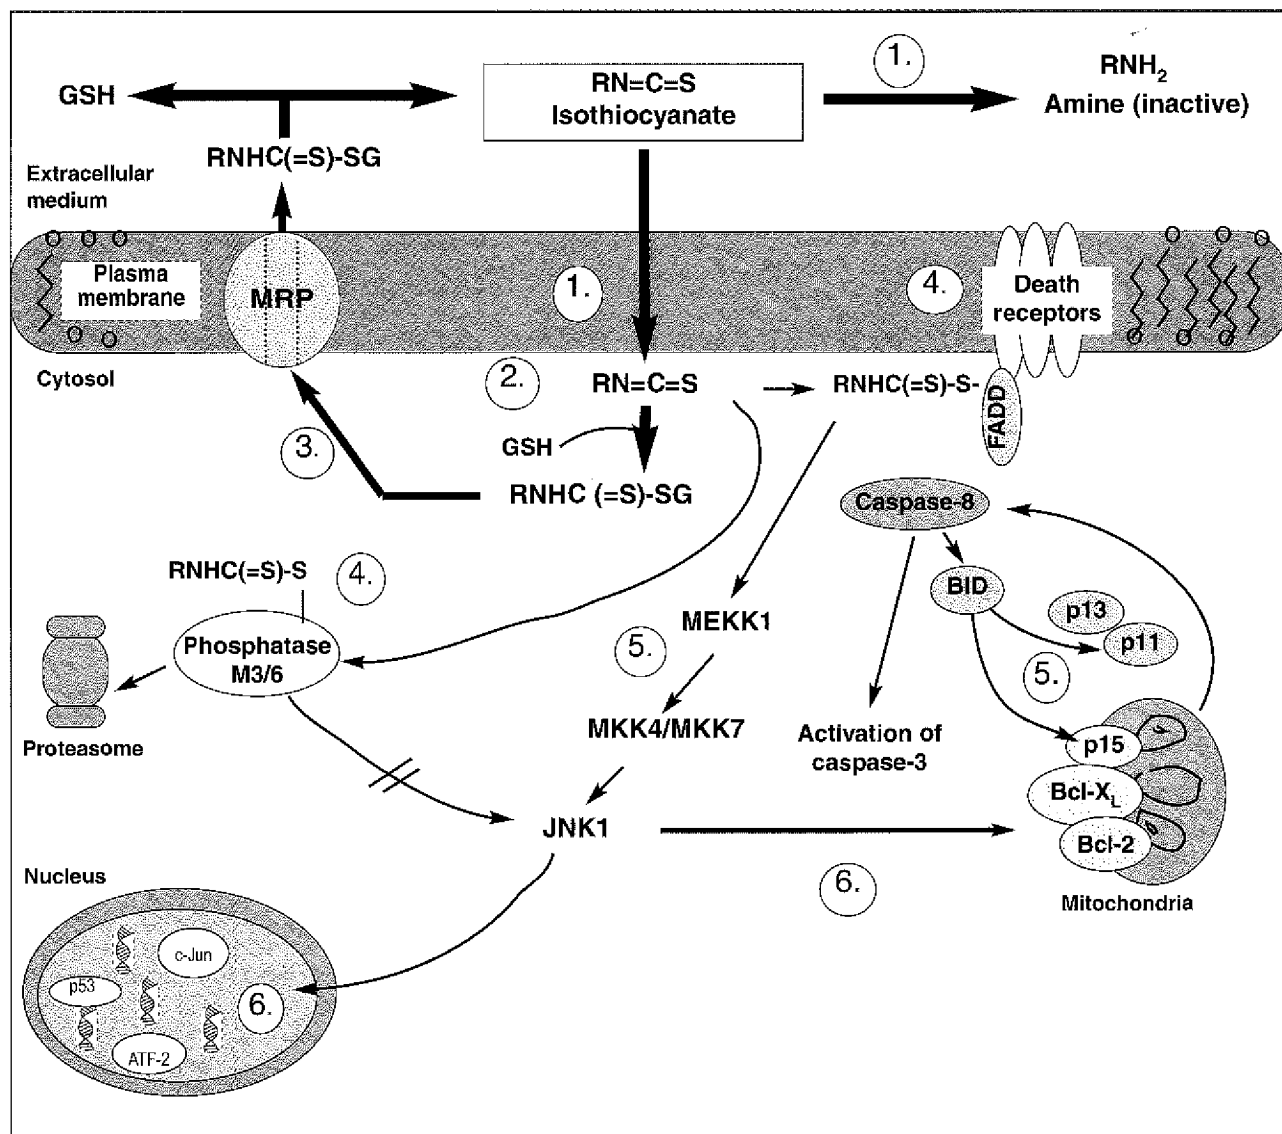 1.
RNH2
GSH
RN=C=S
Isothiocyanate
Amine (inactive)
RNHC(=S)-SG
Extracellular
medium
O O O
Plasma
membrane
MRP
1.
4.
Death
receptors
O O O
O O
O O
Cytosol
2.
RN=C=S
RNHC(=S)-S-
FADD
3.
GSH
RNHC (=S)-SG
Caspase-8
RNHC(=S)-S
4.
BID
p13
MEKK1
p11
Phosphatase
M3/6
5.
5.
Proteasome
MKK4/MKK7
Activation of
caspase-3
p15
Bcl-XL
JNK1
Bcl-2
Nucleus
6.
Mitochondria
c-Jun
p53
6.
ATF-2